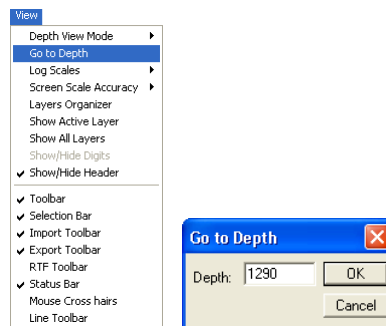 View
Depth View Mode
Go to Depth
Log Scales
Screen Scale Accuracy
Layers Organizer
Show Active Layer
Show All Layers
Show/Hide Digits
Show/Hide Header
Toolbar
Selection Bar
Import Toolbar
Export Toolbar
RTF Toolbar
Status Bar
Mouse Cross hairs
Line Toolbar
Go to Depth
Depth: 1290 OK
Cancel